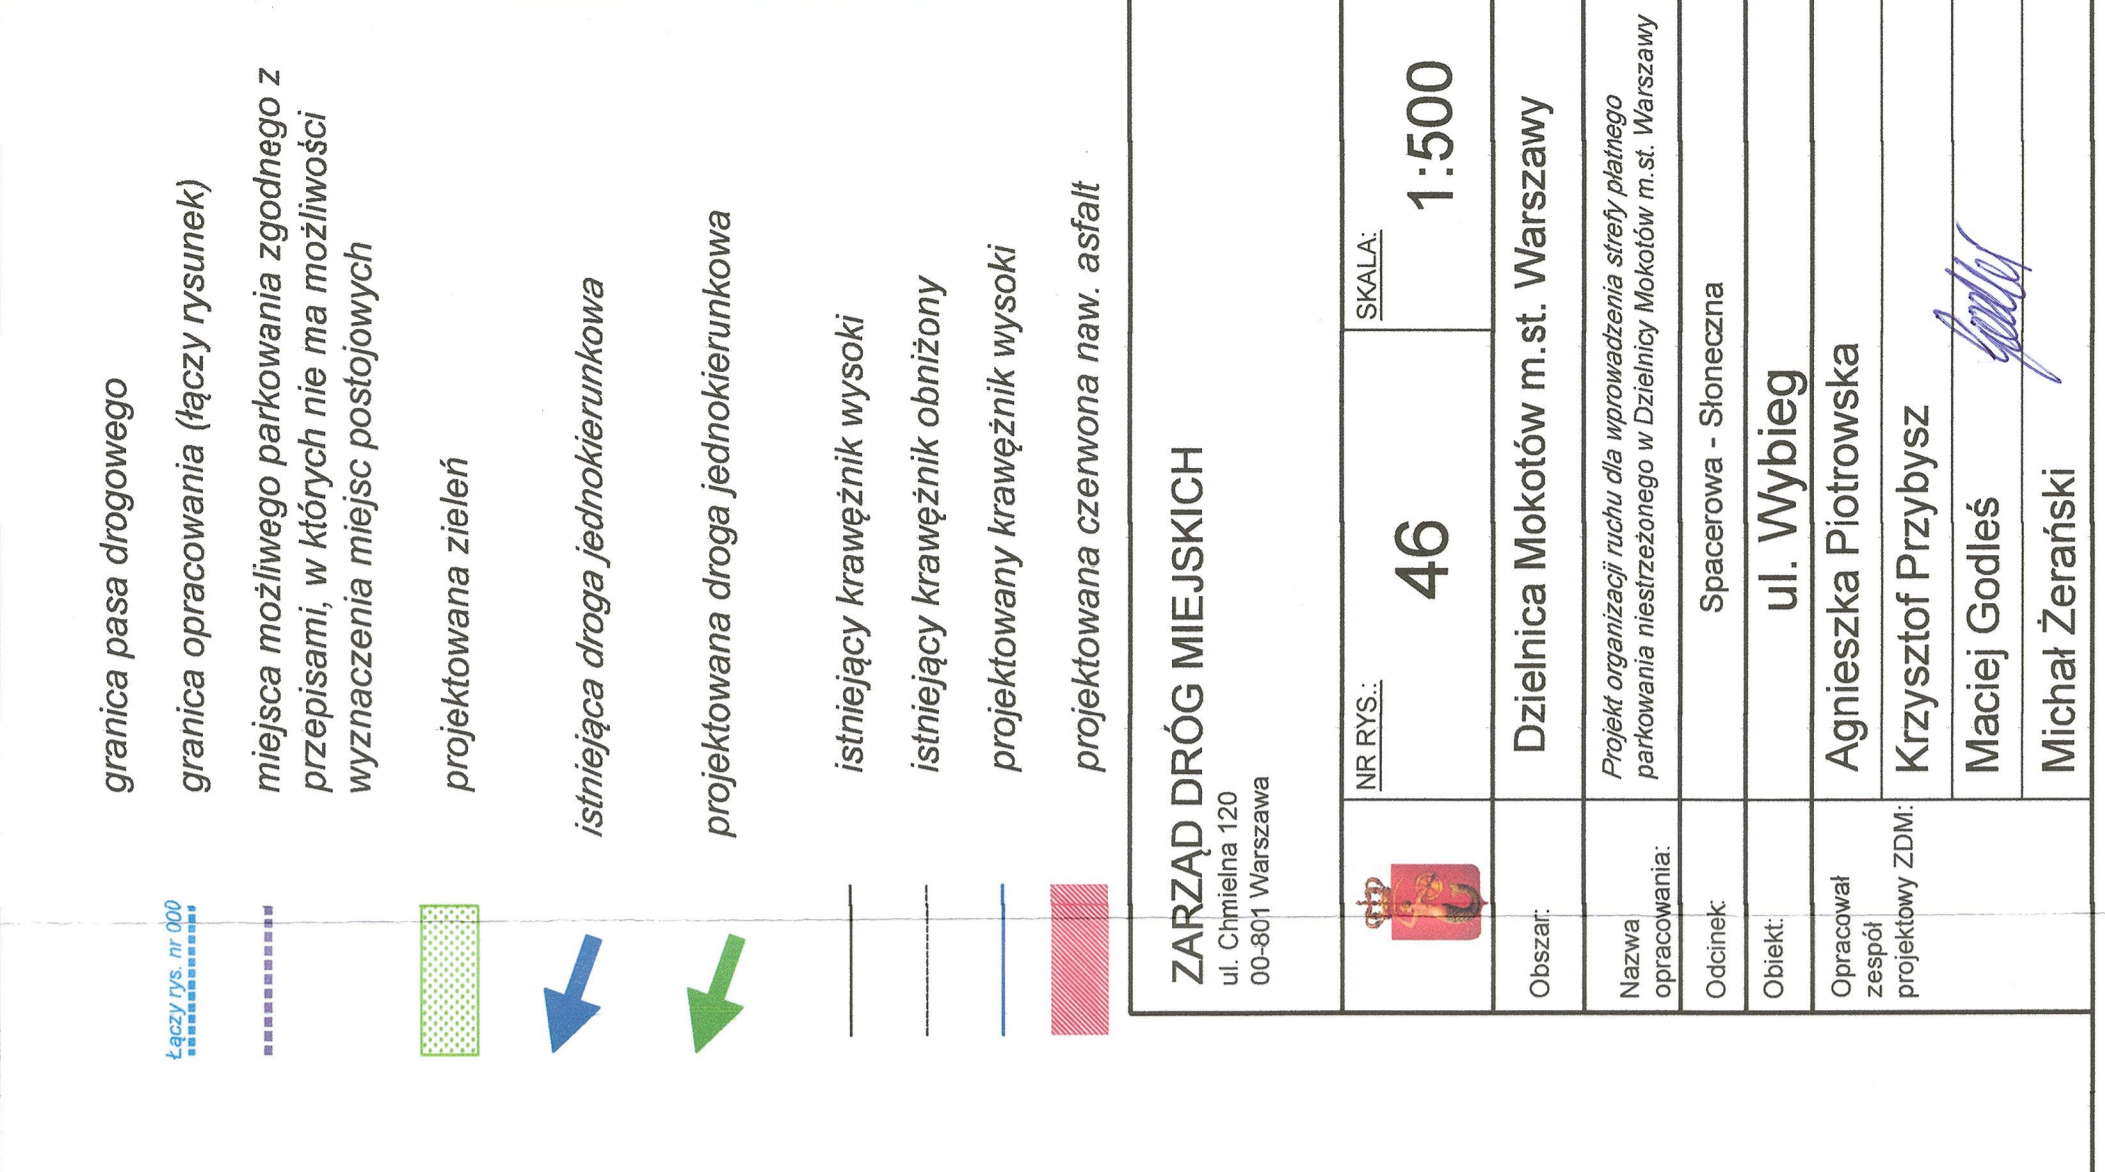 granica pasa drogowego
Łączy rys. nr 000
granica opracowania (łączy rysunek)
miejsca możliwego parkowania zgodnego z
przepisami, w których nie ma możliwości
wyznaczenia miejsc postojowych
projektowana zieleń
istniejąca droga jednokierunkowa
projektowana droga jednokierunkowa
istniejący krawężnik wysoki
istniejący krawężnik obniżony
projektowany krawężnik wysoki
projektowana czerwona naw. asfalt
ZARZĄD DRÓG MIEJSKICH
ul. Chmielna 120
00-801 Warszawa
NR RYS.:
46
SKALA:
1:500
Obszar:
Dzielnica Mokotów m.st. Warszawy
Nazwa
opracowania:
Projekt organizacji ruchu dla wprowadzenia strefy płatnego
parkowania niestrzeżonego w Dzielnicy Mokotów m.st. Warszawy
Odcinek:
Spacerowa - Słoneczna
Obiekt:
ul. Wybieg
Opracował
zespół
projektowy ZDM:
Agnieszka Piotrowska
Krzysztof Przybysz
Maciej Godleś
Michał Żerański